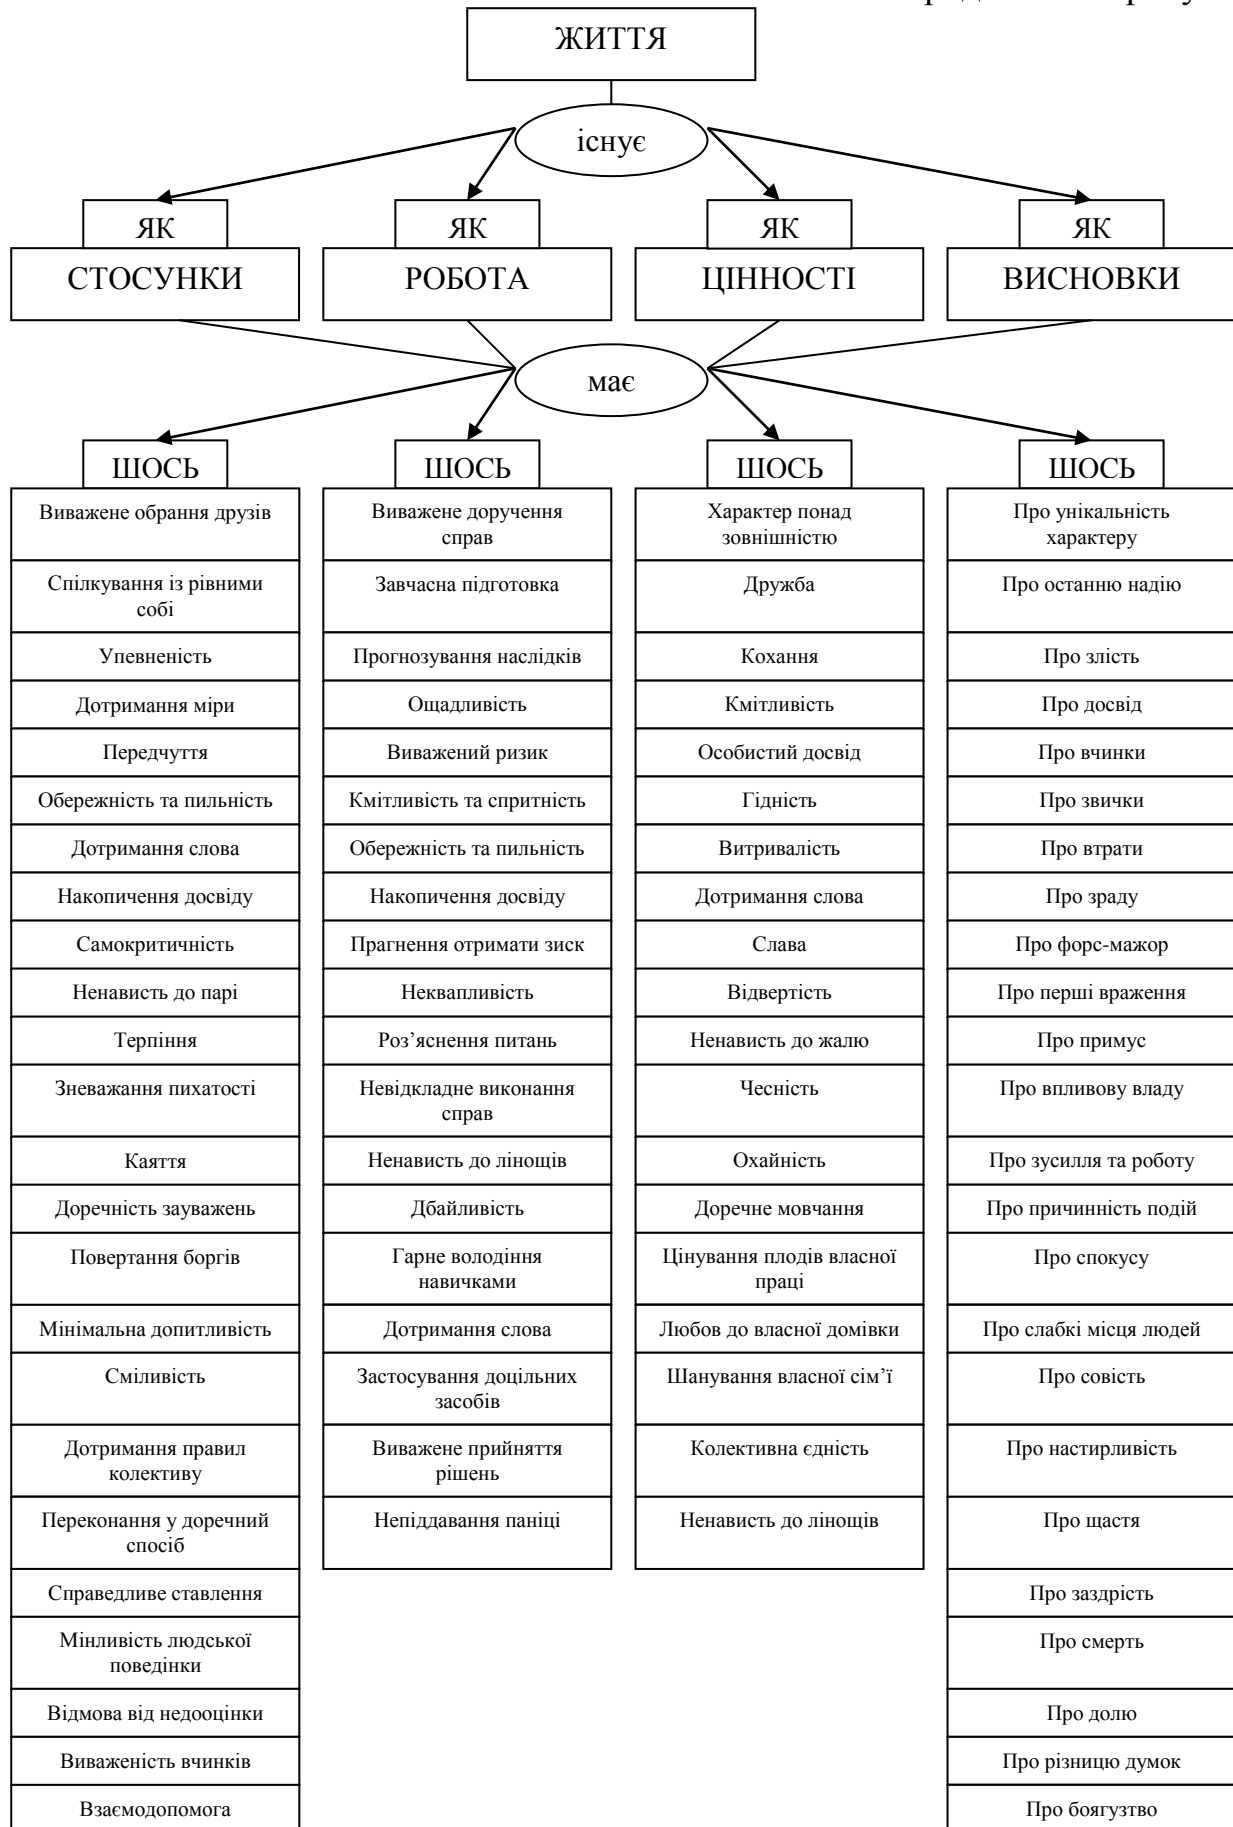 ЖИТТЯ
існує
ЯК
ЯК
ЯК
ЯК
СТОСУНКИ
РОБОТА
ЦІННОСТІ
ВИСНОВКИ
має
ШОСЬ
Виважене обрання друзів
Спілкування із рівними
собі
Упевненість
Дотримання міри
Передчуття
Обережність та пильність
Дотримання слова
Накопичення досвіду
Самокритичність
Ненависть до парі
Терпіння
Зневажання пихатості
Каяття
Доречність зауважень
Повертання боргів
Мінімальна допитливість
Сміливість
Дотримання правил
колективу
Переконання у доречний
спосіб
Справедливе ставлення
Мінливість людської
поведінки
Відмова від недооцінки
Виваженість вчинків
Взаємодопомога
ШОСЬ
Виважене доручення
справ
Завчасна підготовка
Прогнозування наслідків
Ощадливість
Виважений ризик
Кмітливість та спритність
Обережність та пильність
Накопичення досвіду
Прагнення отримати зиск
Неквапливість
Роз’яснення питань
Невідкладне виконання
справ
Ненависть до лінощів
Дбайливість
Гарне володіння
навичками
Дотримання слова
Застосування доцільних
засобів
Виважене прийняття
рішень
Непіддавання паніці
ШОСЬ
Характер понад
зовнішністю
Дружба
Кохання
Кмітливість
Особистий досвід
Гідність
Витривалість
Дотримання слова
Слава
Відвертість
Ненависть до жалю
Чесність
Охайність
Доречне мовчання
Цінування плодів власної
праці
Любов до власної домівки
Шанування власної сім’ї
Колективна єдність
Ненависть до лінощів
ШОСЬ
Про унікальність
характеру
Про останню надію
Про злість
Про досвід
Про вчинки
Про звички
Про втрати
Про зраду
Про форс-мажор
Про перші враження
Про примус
Про впливову владу
Про зусилля та роботу
Про причинність подій
Про спокусу
Про слабкі місця людей
Про совість
Про настирливість
Про щастя
Про заздрість
Про смерть
Про долю
Про різницю думок
Про боягузтво